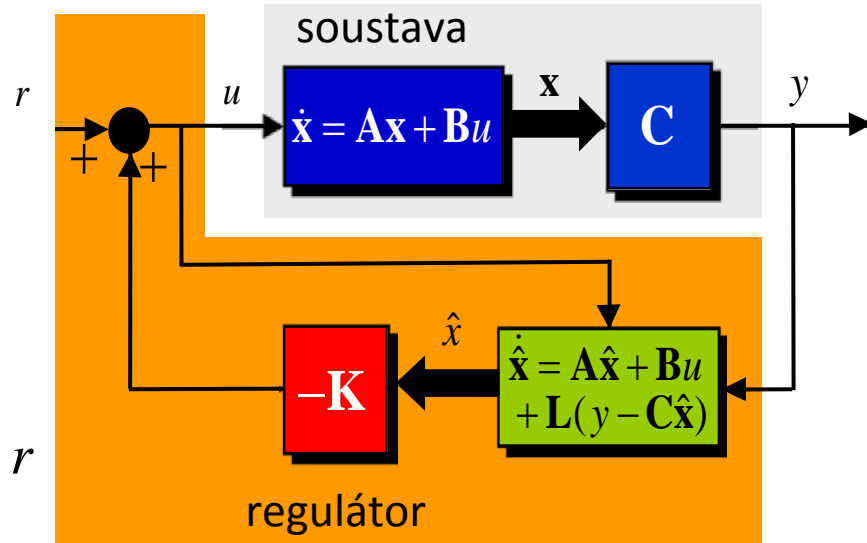 soustava
r
u
ẋ = Ax + Bu
x
C
y
+
+
x̂
−K
x̂̇ = Ax̂ + Bu
+ L(y − Cx̂)
r
regulátor